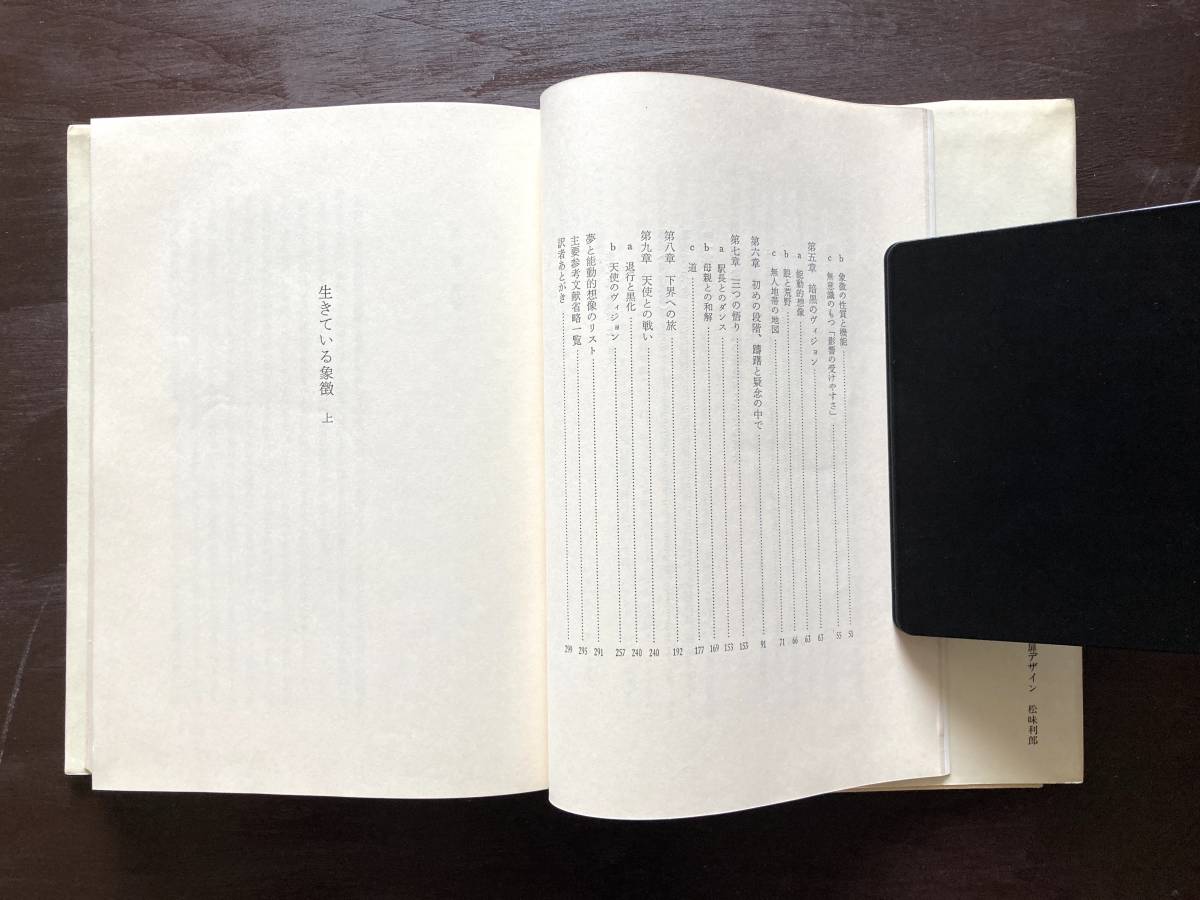 b 象徴の性質と機能 51
c 無意識のもつ「影響の受けやすさ」 55
第五章 暗黒のヴィジョン 63
a 能動的想像 63
b 眼と荒野 66
c 無人地帯の地図 71
第六章 初めの段階、躊躇と疑念の中で 91
第七章 三つの悟り 153
a 駅長とのダンス 153
b 母親との和解 169
c 道 177
第八章 下界への旅 192
第九章 天使との戦い 240
a 退行と黒化 240
b 天使のヴィジョン 257
夢と能動的想像のリスト 291
主要参考文献省略一覧 295
訳者あとがき 299
生きている象徴 上
扉デザイン 松味利郎